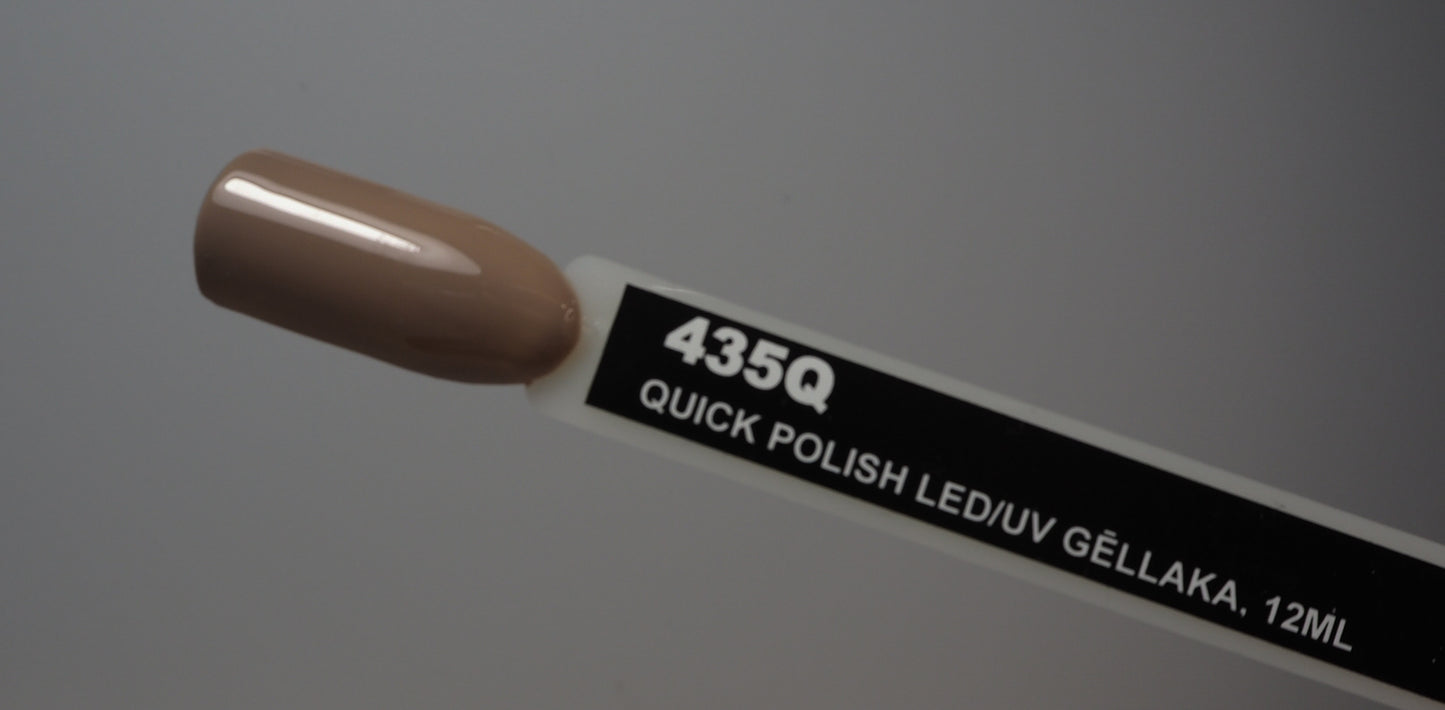 435Q
QUICK POLISH LED/UV GĒLLAKA, 12ML